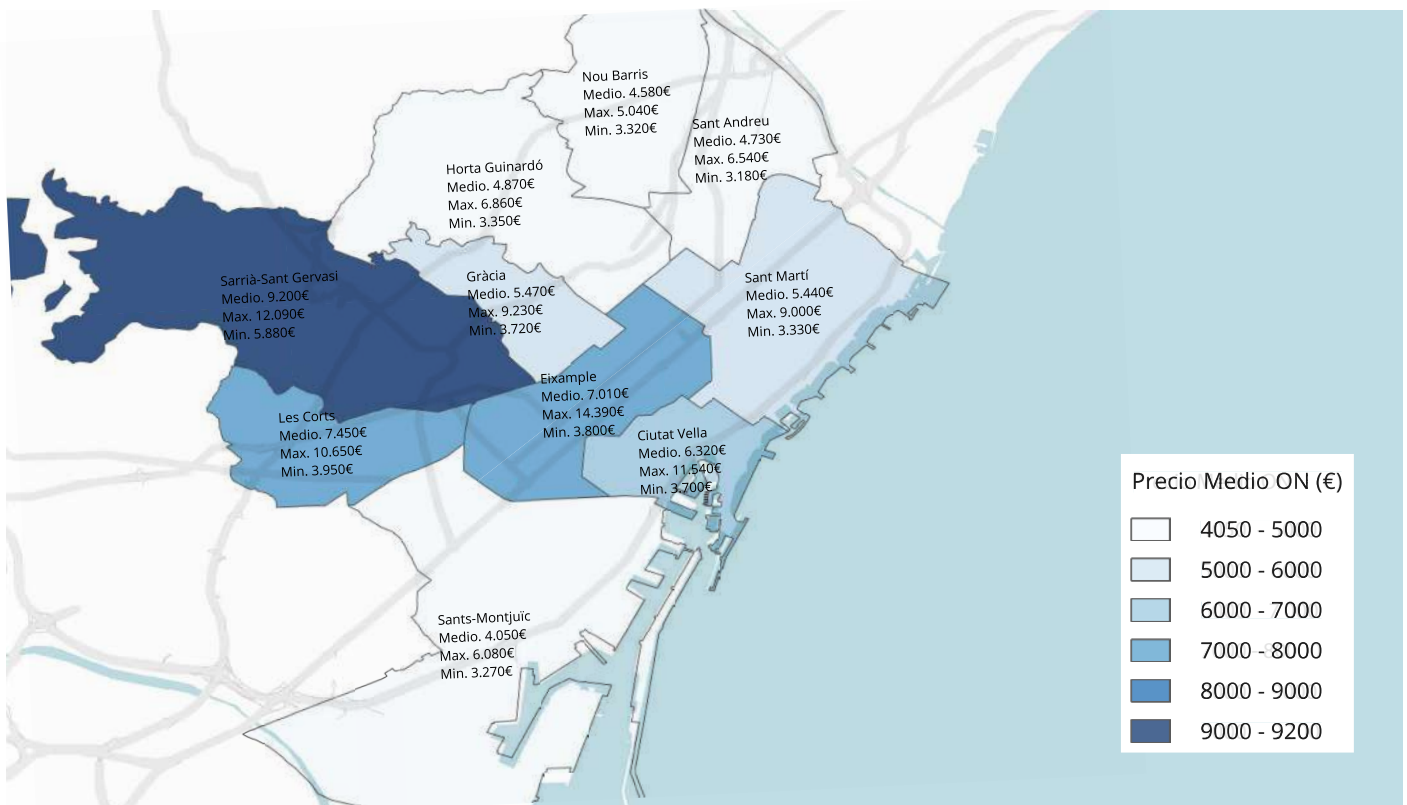 Nou Barris
Medio. 4.580€
Max. 5.040€
Min. 3.320€
Sant Andreu
Medio. 4.730€
Max. 6.540€
Min. 3.180€
Horta Guinardó
Medio. 4.870€
Max. 6.860€
Min. 3.350€
Sarrià-Sant Gervasi
Medio. 9.200€
Max. 12.090€
Min. 5.880€
Gràcia
Medio. 5.470€
Max. 9.230€
Min. 3.720€
Sant Martí
Medio. 5.440€
Max. 9.000€
Min. 3.330€
Eixample
Medio. 7.010€
Max. 14.390€
Min. 3.800€
Les Corts
Medio. 7.450€
Max. 10.650€
Min. 3.950€
Ciutat Vella
Medio. 6.320€
Max. 11.540€
Min. 3.700€
Sants-Montjuïc
Medio. 4.050€
Max. 6.080€
Min. 3.270€
Precio Medio ON (€)
4050 - 5000
5000 - 6000
6000 - 7000
7000 - 8000
8000 - 9000
9000 - 9200